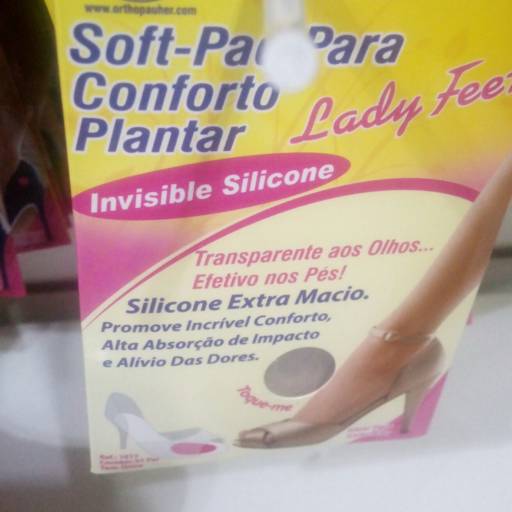 www.orthopauher.com
Soft-Pad Para
Conforto
Plantar
Lady Feet
Invisible Silicone
Transparente aos Olhos...
Efetivo nos Pés!
Silicone Extra Macio.
Promove Incrível Conforto,
Alta Absorção de Impacto
e Alívio Das Dores.
Toque-me